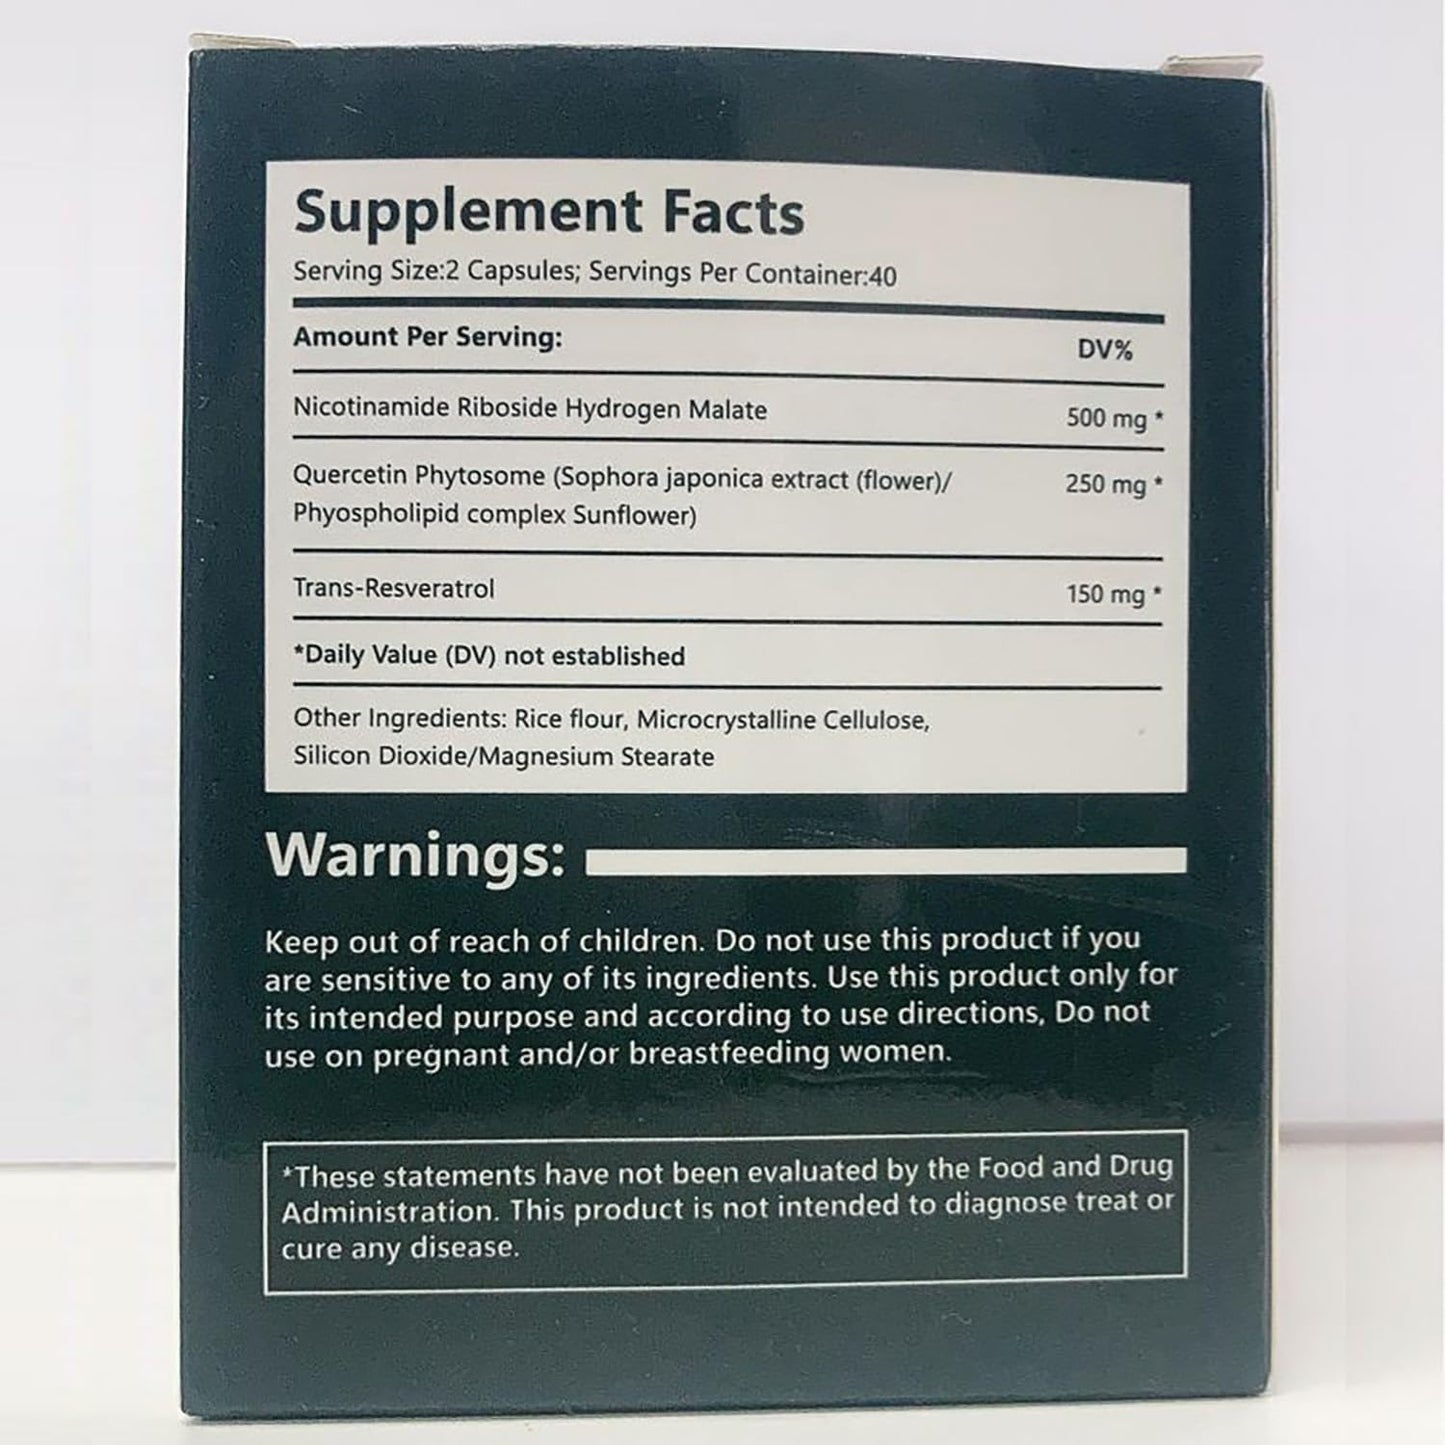 Supplement Facts
Serving Size:2 Capsules; Servings Per Container:40
Amount Per Serving: DV%
Nicotinamide Riboside Hydrogen Malate 500 mg *
Quercetin Phytosome (Sophora japonica extract (flower)/ 250 mg *
Phyospholipid complex Sunflower)
Trans-Resveratrol 150 mg *
*Daily Value (DV) not established
Other Ingredients: Rice flour, Microcrystalline Cellulose,
Silicon Dioxide/Magnesium Stearate
Warnings:
Keep out of reach of children. Do not use this product if you
are sensitive to any of its ingredients. Use this product only for
its intended purpose and according to use directions, Do not
use on pregnant and/or breastfeeding women.
*These statements have not been evaluated by the Food and Drug
Administration. This product is not intended to diagnose treat or
cure any disease.